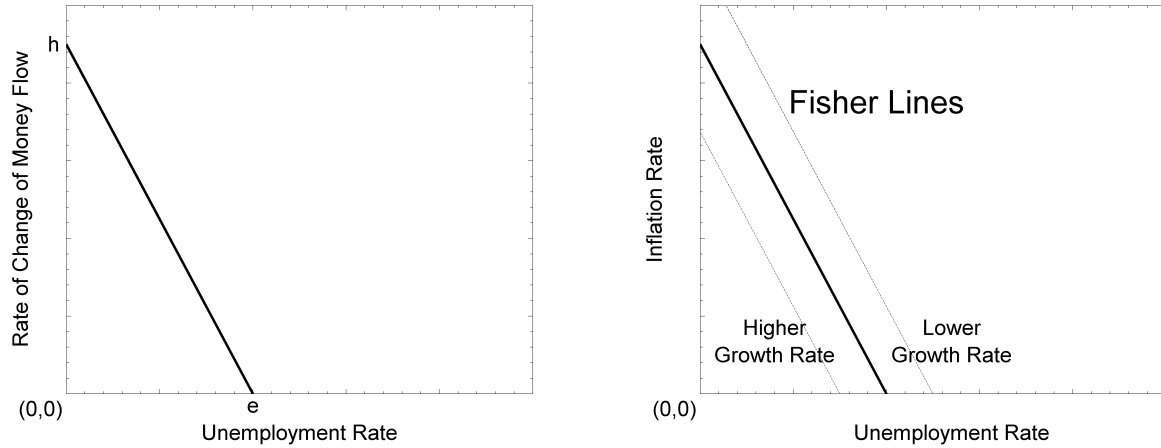 Rate of Change of Money Flow
h
(0,0)
e
Unemployment Rate
Inflation Rate
Fisher Lines
Higher
Growth Rate
Lower
Growth Rate
(0,0)
Unemployment Rate